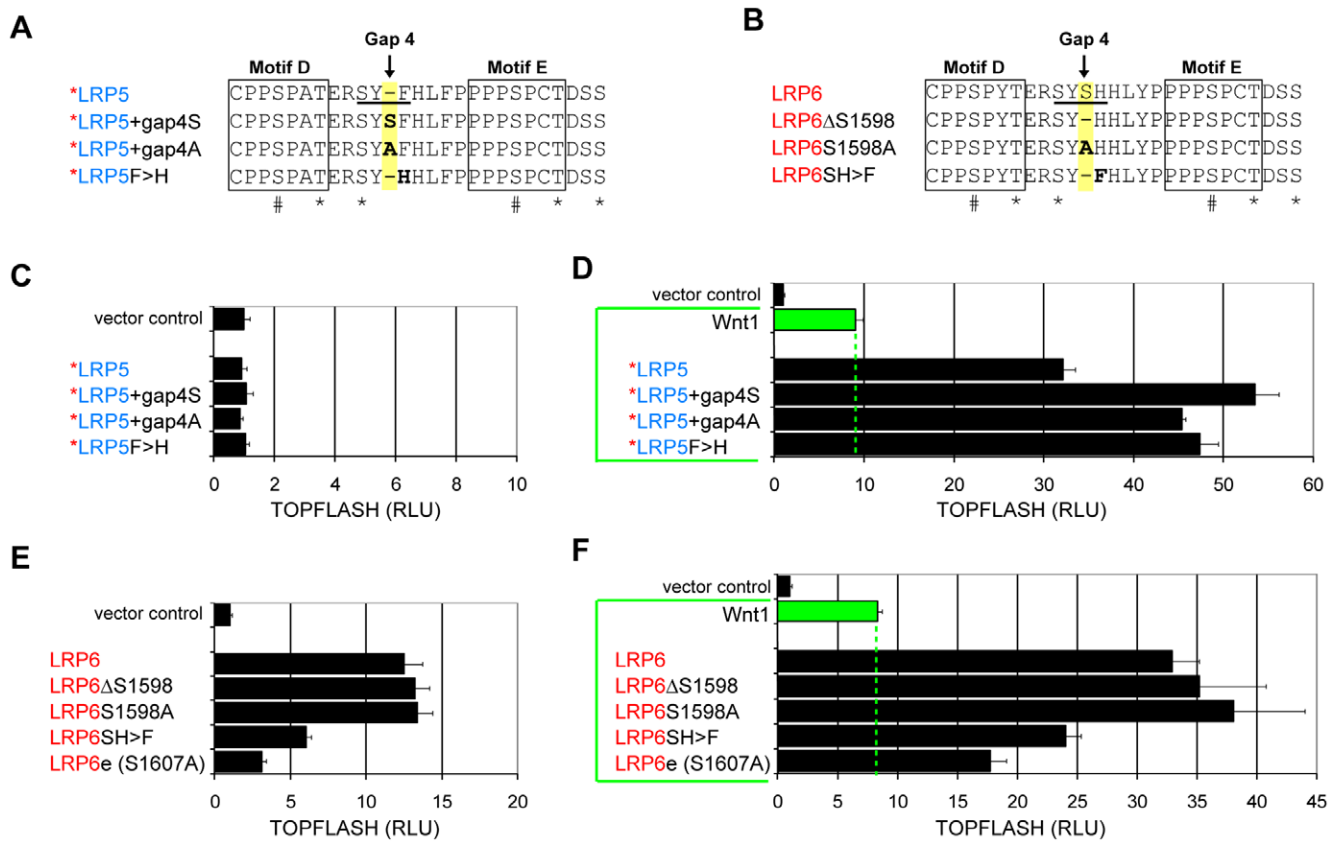 A
Gap 4
Motif D
Motif E
*LRP5 CPPSPATERSY–FHLFPPPPSPCTDSS
*LRP5+gap4S CPPSPATERSYSFHLFPPPPSPCTDSS
*LRP5+gap4A CPPSPATERSYAFHLFPPPPSPCTDSS
*LRP5F>H CPPSPATERSY–HHLFPPPPSPCTDSS
# * * # * *
B
Gap 4
Motif D
Motif E
LRP6 CPPSPYTERSYSHHLYPPPPSPCTDSS
LRP6ΔS1598 CPPSPYTERSY–HHLYPPPPSPCTDSS
LRP6S1598A CPPSPYTERSYAHHLYPPPPSPCTDSS
LRP6SH>F CPPSPYTERSY–FHLYPPPPSPCTDSS
# * * # * *
C
vector control
*LRP5
*LRP5+gap4S
*LRP5+gap4A
*LRP5F>H
0 2 4 6 8 10
TOPFLASH (RLU)
D
vector control
Wnt1
*LRP5
*LRP5+gap4S
*LRP5+gap4A
*LRP5F>H
0 10 20 30 40 50 60
TOPFLASH (RLU)
E
vector control
LRP6
LRP6ΔS1598
LRP6S1598A
LRP6SH>F
LRP6e (S1607A)
0 5 10 15 20
TOPFLASH (RLU)
F
vector control
Wnt1
LRP6
LRP6ΔS1598
LRP6S1598A
LRP6SH>F
LRP6e (S1607A)
0 5 10 15 20 25 30 35 40 45
TOPFLASH (RLU)